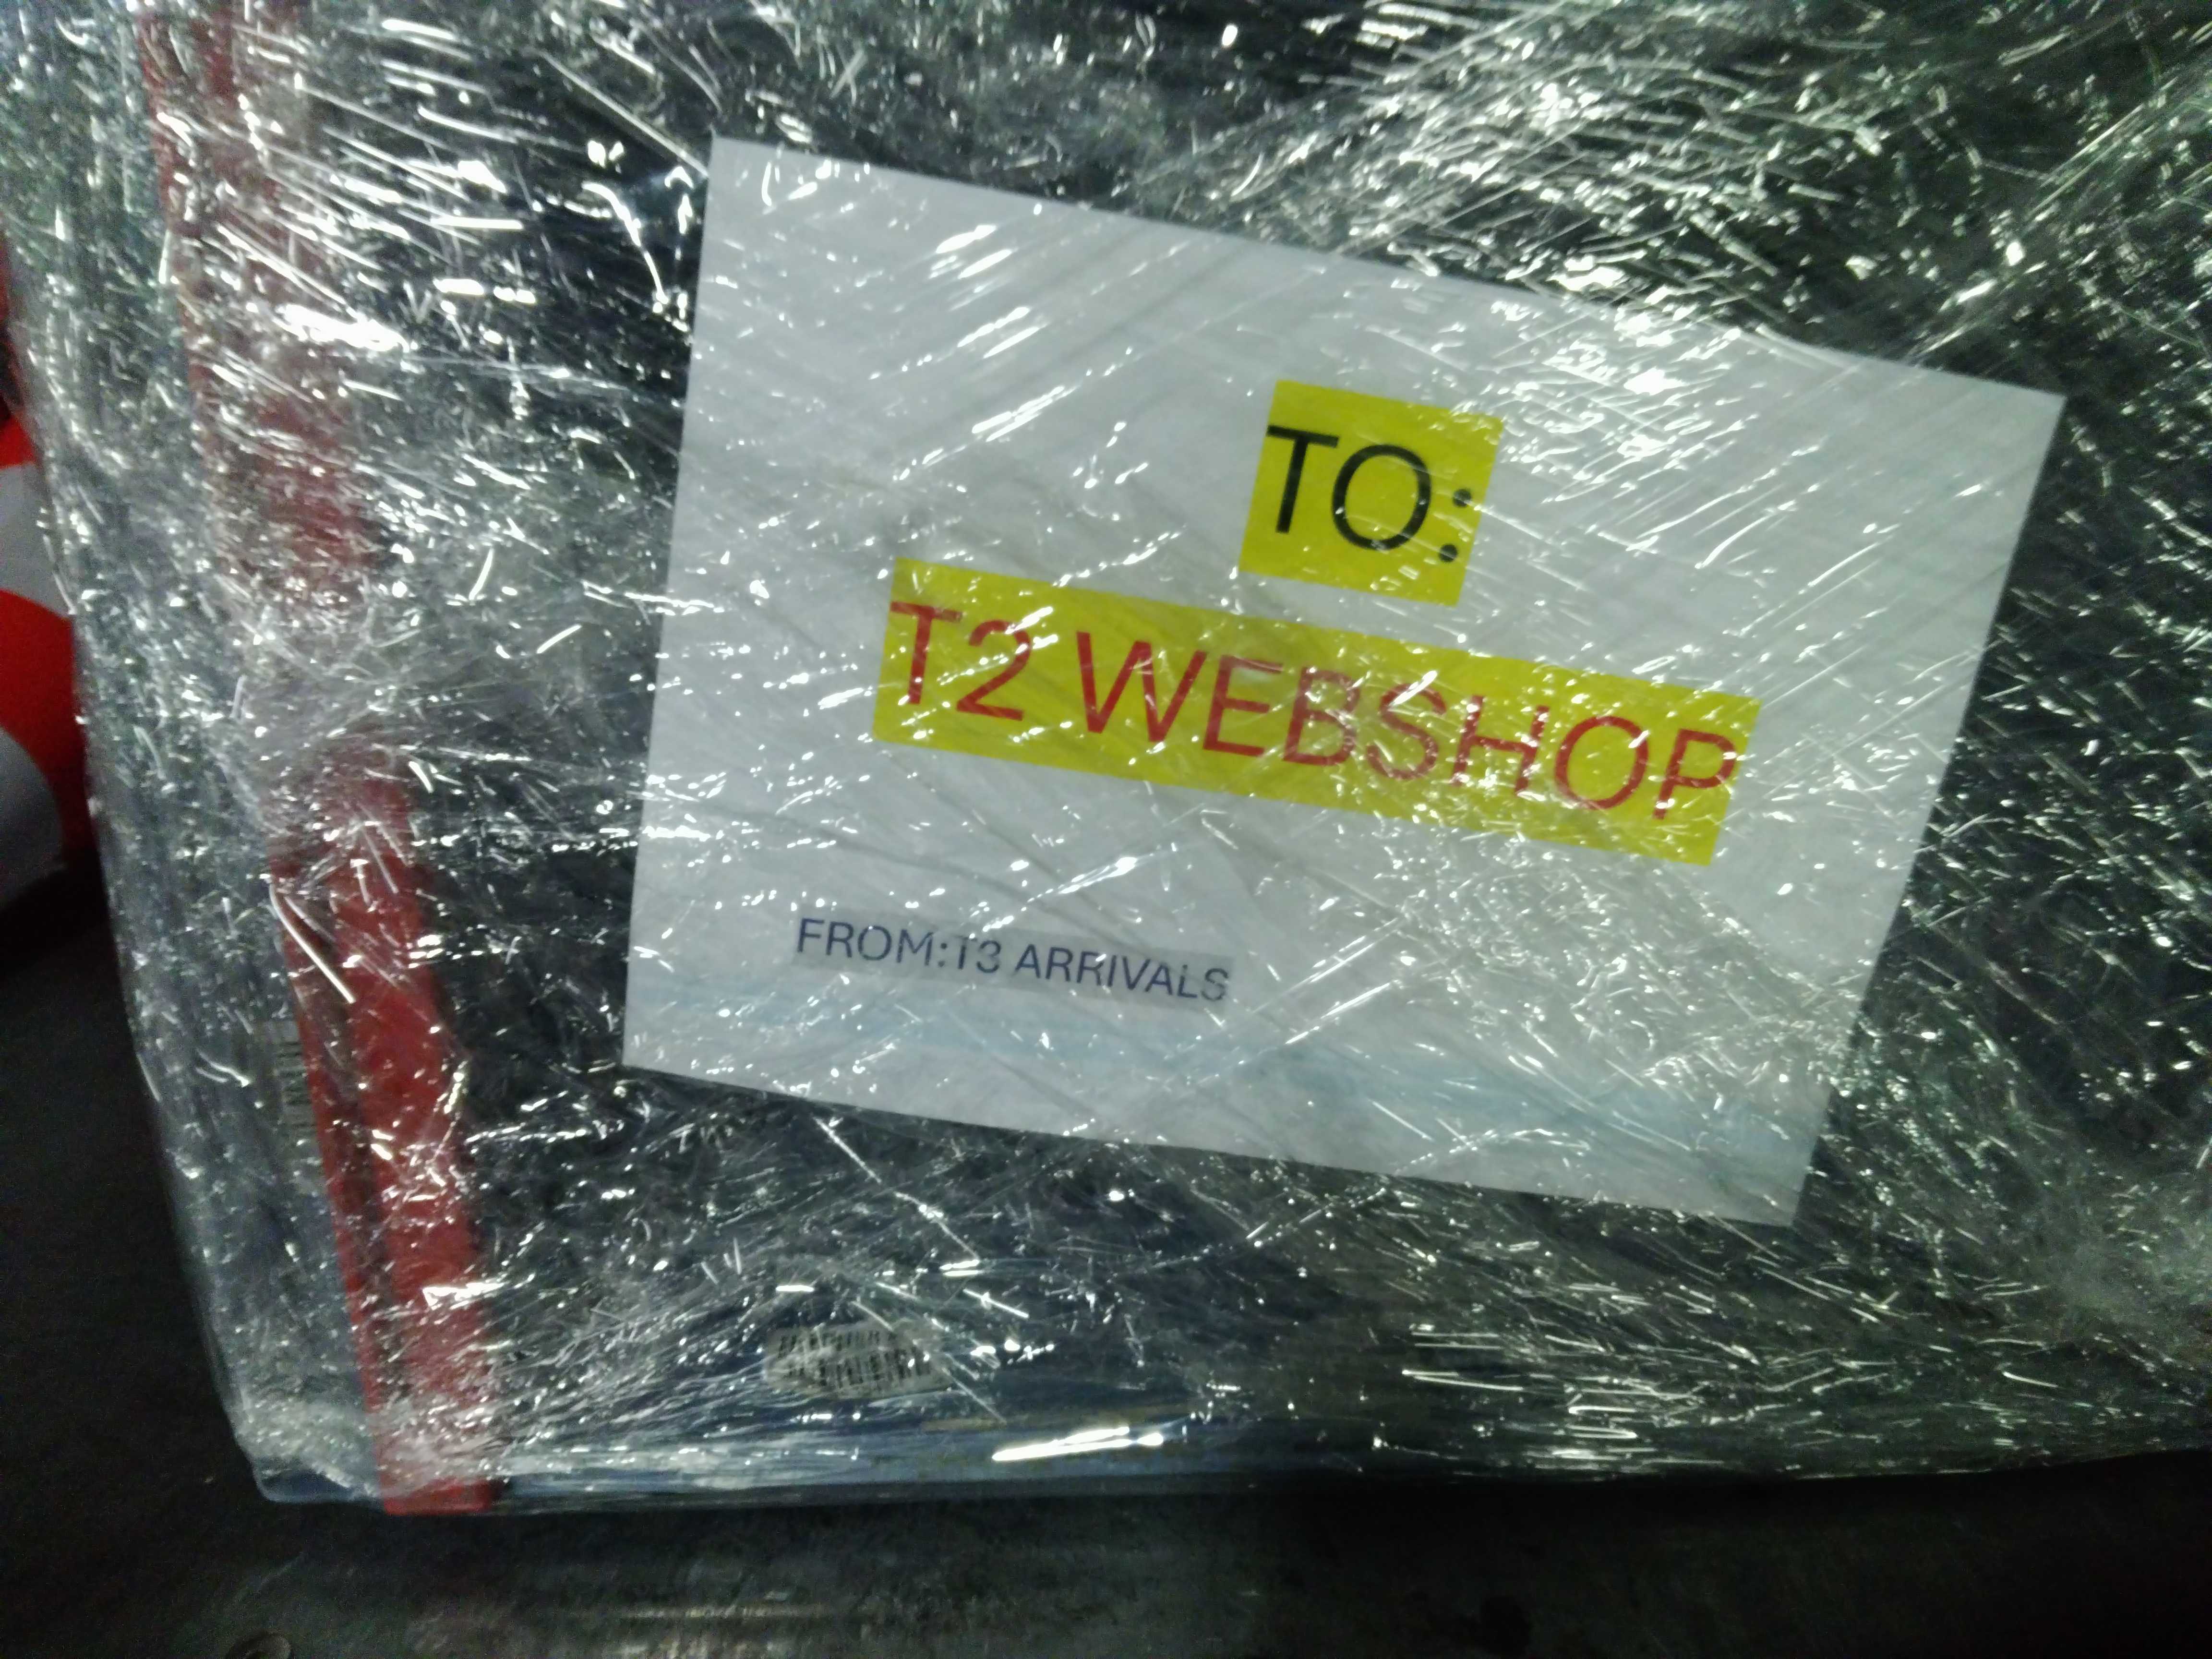 TO:
T2 WEBSHOP
FROM:T3 ARRIVALS